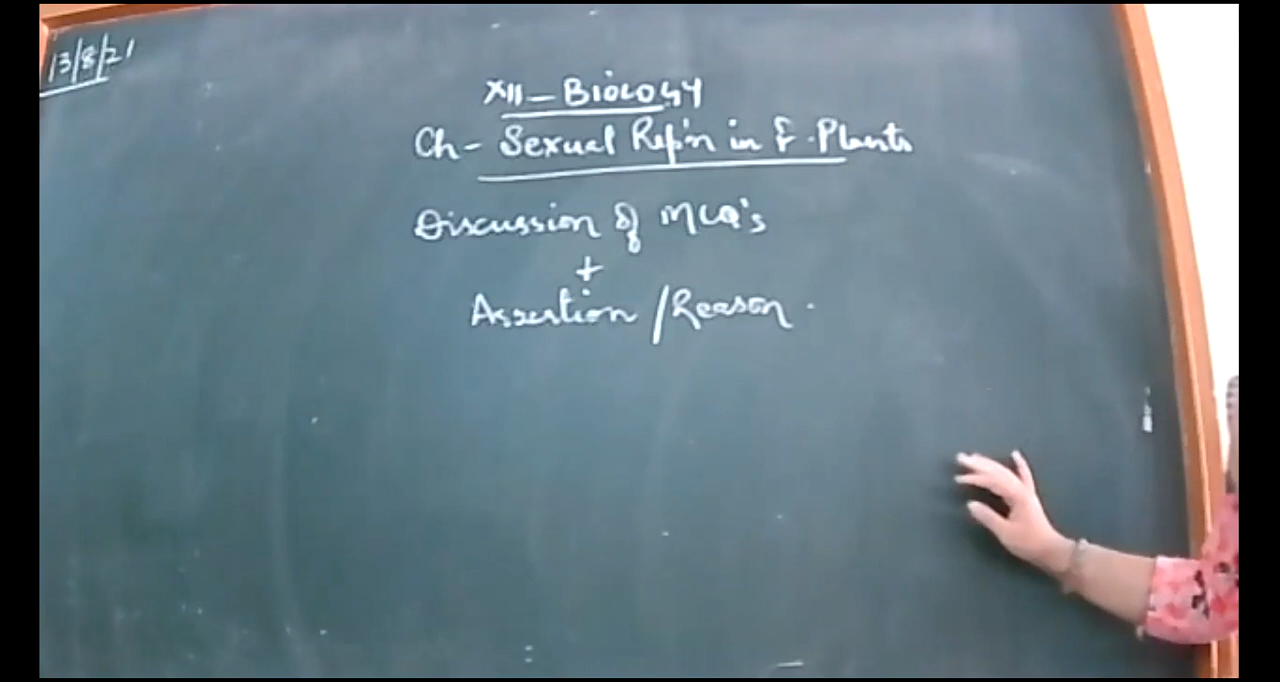 13/8/21
XII - Biology
Ch - Sexual Rep'n in F. Plants
Discussion of MCQ's
+
Assertion / Reason.